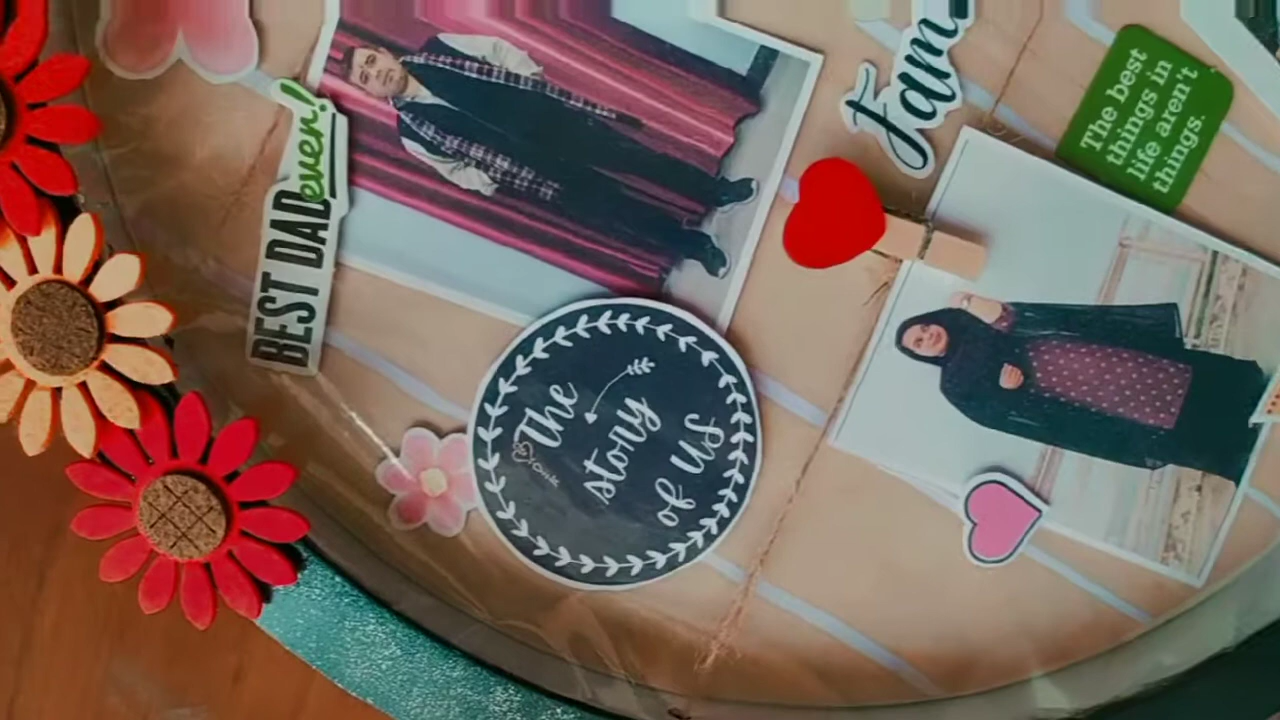 BEST DAD
ever!
Fam
The best
things in
life aren't
things.
The
story
of us